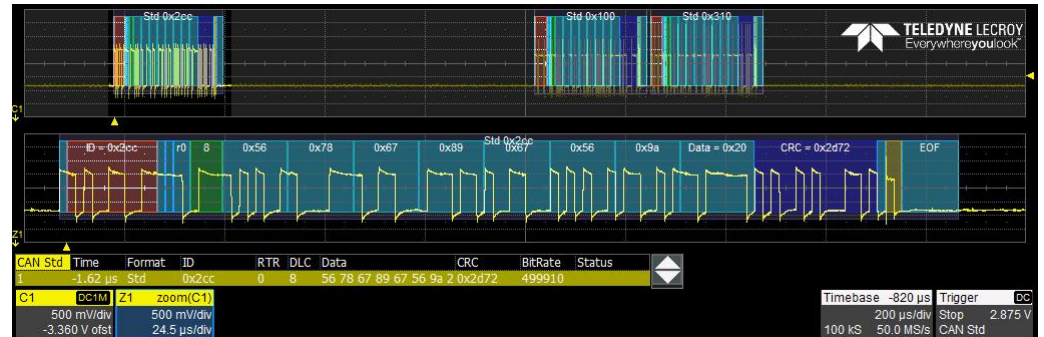 Std 0x2cc Std 0x100 Std 0x310
TELEDYNE LECROY
Everywhereyoulook™
C1
Std 0x2cc
ID = 0x2cc r0 8 0x56 0x78 0x67 0x89 0x67 0x56 0x9a Data = 0x20 CRC = 0x2d72 EOF
Z1
CAN Std Time Format ID RTR DLC Data CRC BitRate Status
1 -1.62 µs Std 0x2cc 0 8 56 78 67 89 67 56 9a 2 0x2d72 499910
C1 DC1M Z1 zoom(C1) Timebase -820 µs Trigger DC
500 mV/div 500 mV/div 200 µs/div Stop 2.875 V
-3.360 V ofst 24.5 µs/div 100 kS 50.0 MS/s CAN Std